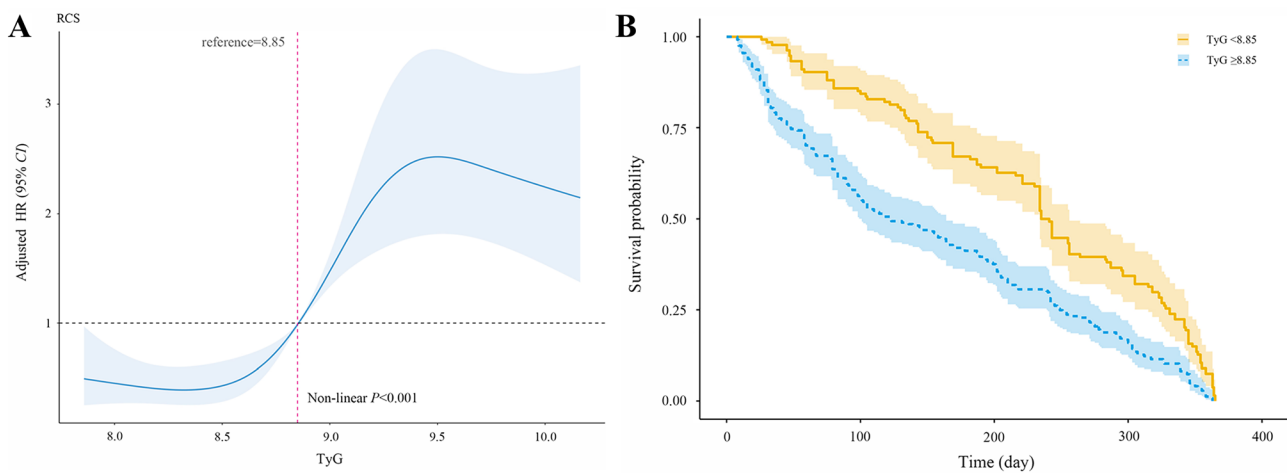 A
RCS
reference=8.85
Adjusted HR (95% CI)
3
2
1
Non-linear P<0.001
8.0 8.5 9.0 9.5 10.0
TyG
B
TyG <8.85
TyG ≥8.85
Survival probability
1.00
0.75
0.50
0.25
0.00
0 100 200 300 400
Time (day)